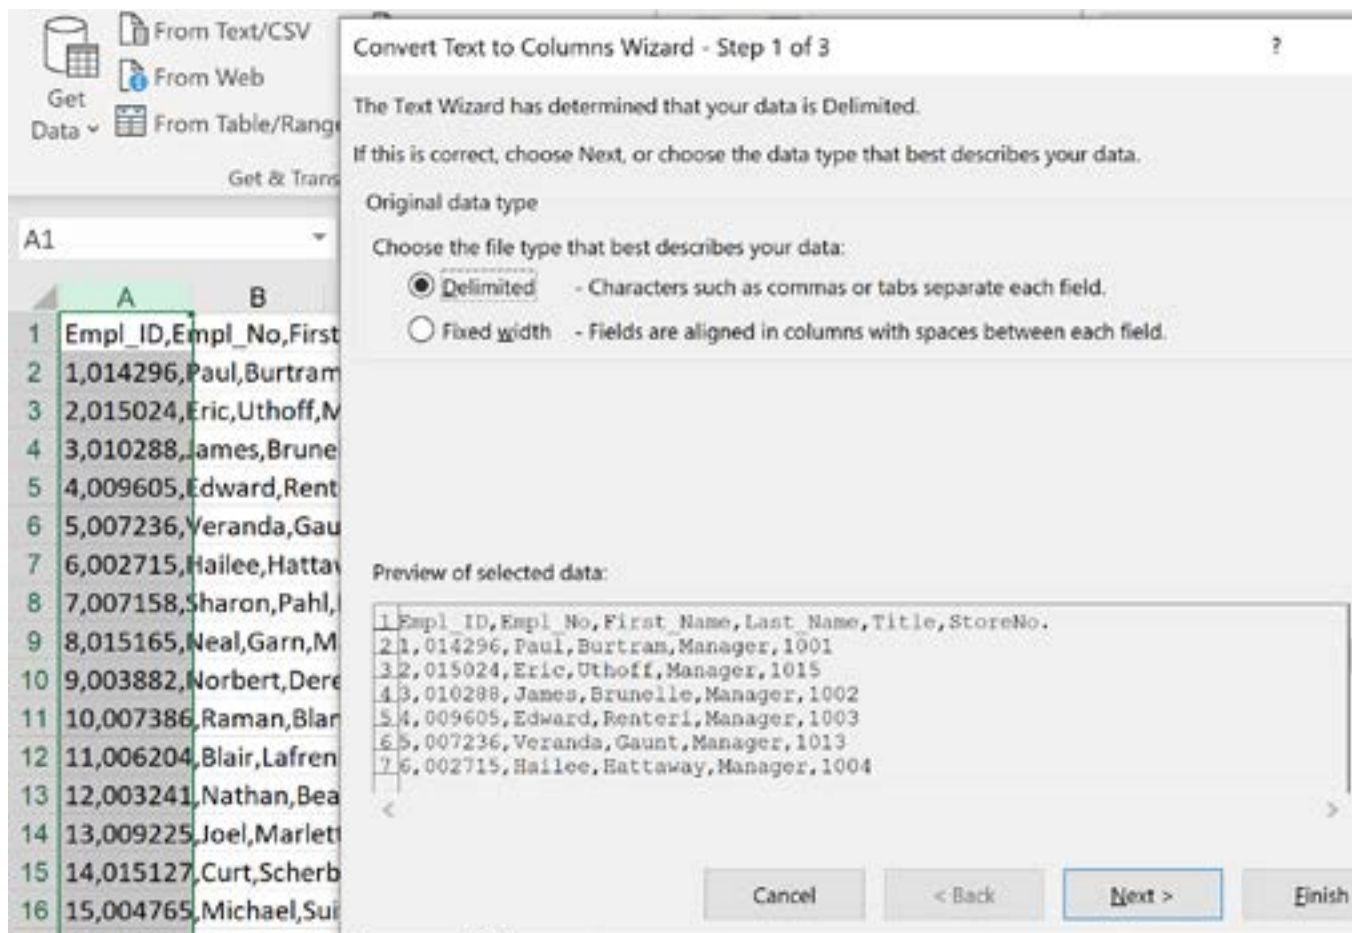 From Text/CSV
From Web
From Table/Range
Get
Data
Get & Trans
A1
A B
1 Empl_ID,Empl_No,First
2 1,014296,Paul,Burtram
3 2,015024,Eric,Uthoff,M
4 3,010288,James,Brune
5 4,009605,Edward,Rent
6 5,007236,Veranda,Gau
7 6,002715,Hailee,Hattaw
8 7,007158,Sharon,Pahl,
9 8,015165,Neal,Garn,M
10 9,003882,Norbert,Dere
11 10,007386,Raman,Blan
12 11,006204,Blair,Lafren
13 12,003241,Nathan,Bea
14 13,009225,Joel,Marlett
15 14,015127,Curt,Scherb
16 15,004765,Michael,Sui
Convert Text to Columns Wizard - Step 1 of 3 ?
The Text Wizard has determined that your data is Delimited.
If this is correct, choose Next, or choose the data type that best describes your data.
Original data type
Choose the file type that best describes your data:
Delimited - Characters such as commas or tabs separate each field.
Fixed width - Fields are aligned in columns with spaces between each field.
Preview of selected data:
1 Empl_ID,Empl_No,First_Name,Last_Name,Title,StoreNo.
2 1,014296,Paul,Burtram,Manager,1001
3 2,015024,Eric,Uthoff,Manager,1015
4 3,010288,James,Brunelle,Manager,1002
5 4,009605,Edward,Renteri,Manager,1003
6 5,007236,Veranda,Gaunt,Manager,1013
7 6,002715,Hailee,Hattaway,Manager,1004
Cancel < Back Next > Finish